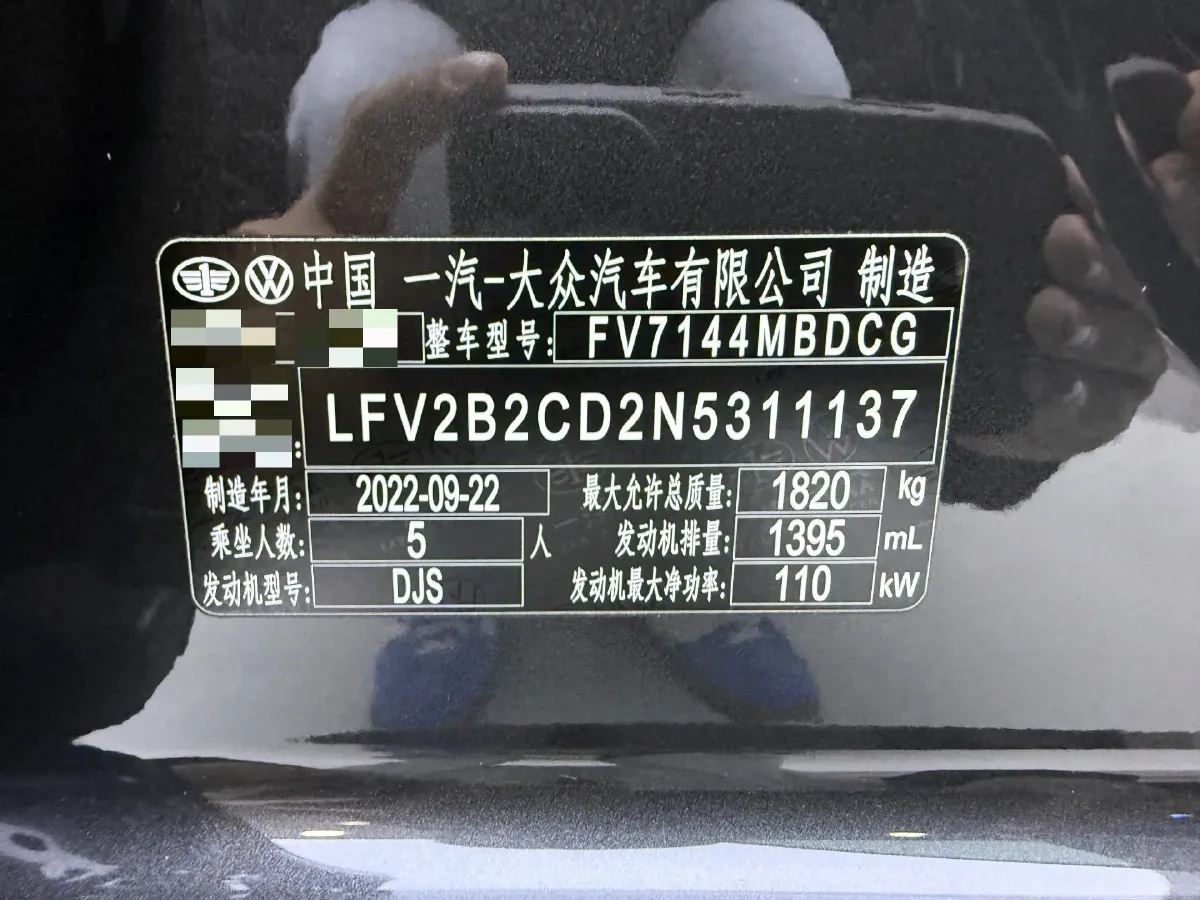 中国 一汽-大众汽车有限公司 制造
整车型号: FV7144MBDCG
: LFV2B2CD2N5311137
制造年月: 2022-09-22 最大允许总质量: 1820 kg
乘坐人数: 5 人 发动机排量: 1395 mL
发动机型号: DJS 发动机最大净功率: 110 kW